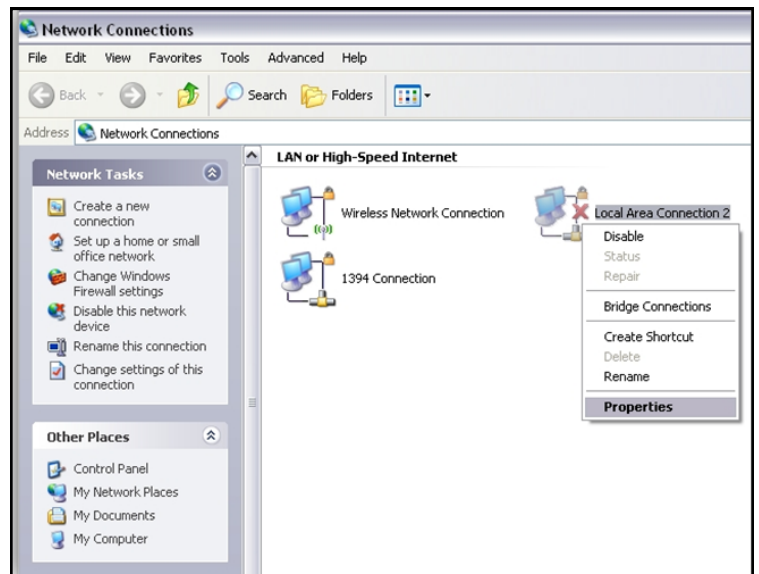 Network Connections
File Edit View Favorites Tools Advanced Help
Back Search Folders
Address Network Connections
Network Tasks
Create a new
connection
Set up a home or small
office network
Change Windows
Firewall settings
Disable this network
device
Rename this connection
Change settings of this
connection
Other Places
Control Panel
My Network Places
My Documents
My Computer
LAN or High-Speed Internet
Wireless Network Connection
Local Area Connection 2
1394 Connection
Disable
Status
Repair
Bridge Connections
Create Shortcut
Delete
Rename
Properties